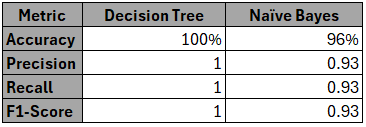 Metric Decision Tree Naïve Bayes
Accuracy 100% 96%
Precision 1 0.93
Recall 1 0.93
F1-Score 1 0.93